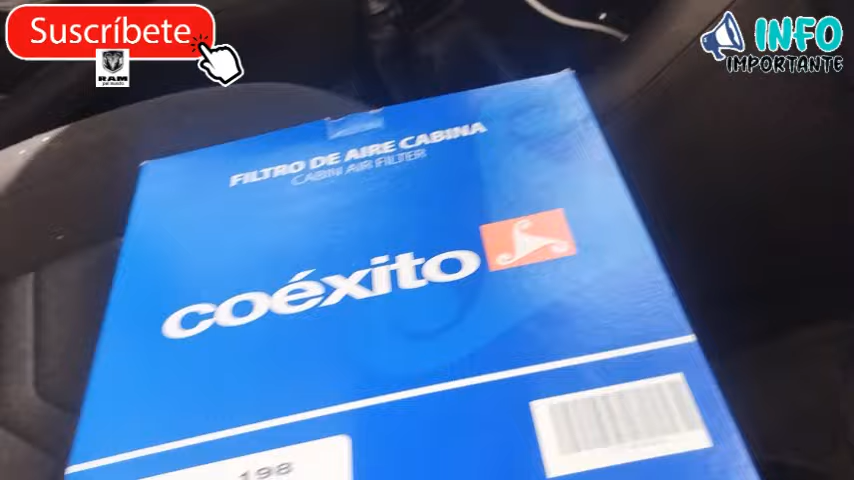 Suscríbete
RAM
INFO
IMPORTANTE
FILTRO DE AIRE CABINA
CABIN AIR FILTER
coéxito
198